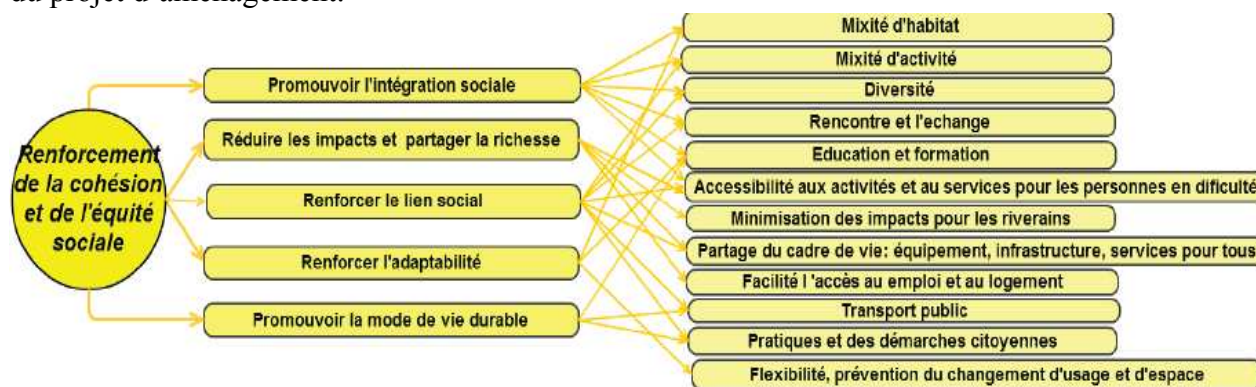 du projet d'aménagement.
Renforcement
de la cohésion
et de l'équité
sociale
Promouvoir l'intégration sociale
Réduire les impacts et partager la richesse
Renforcer le lien social
Renforcer l'adaptabilité
Promouvoir la mode de vie durable
Mixité d'habitat
Mixité d'activité
Diversité
Rencontre et l'echange
Education et formation
Accessibilité aux activités et au services pour les personnes en dificulté
Minimisation des impacts pour les riverains
Partage du cadre de vie: équipement, infrastructure, services pour tous
Facilité l 'accès au emploi et au logement
Transport public
Pratiques et des démarches citoyennes
Flexibilité, prévention du changement d'usage et d'espace